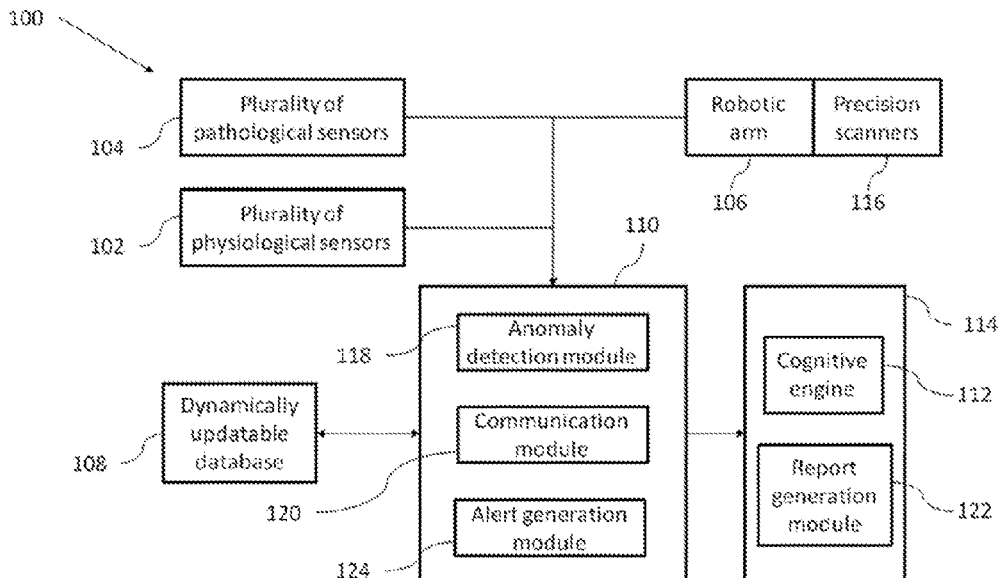 100
Plurality of
pathological sensors
104
Robotic
arm
106
Precision
scanners
116
Plurality of
physiological sensors
102
110
Anomaly
detection module
118
114
Cognitive
engine
112
Dynamically
updatable
database
108
Communication
module
120
Report
generation
module
122
Alert generation
module
124